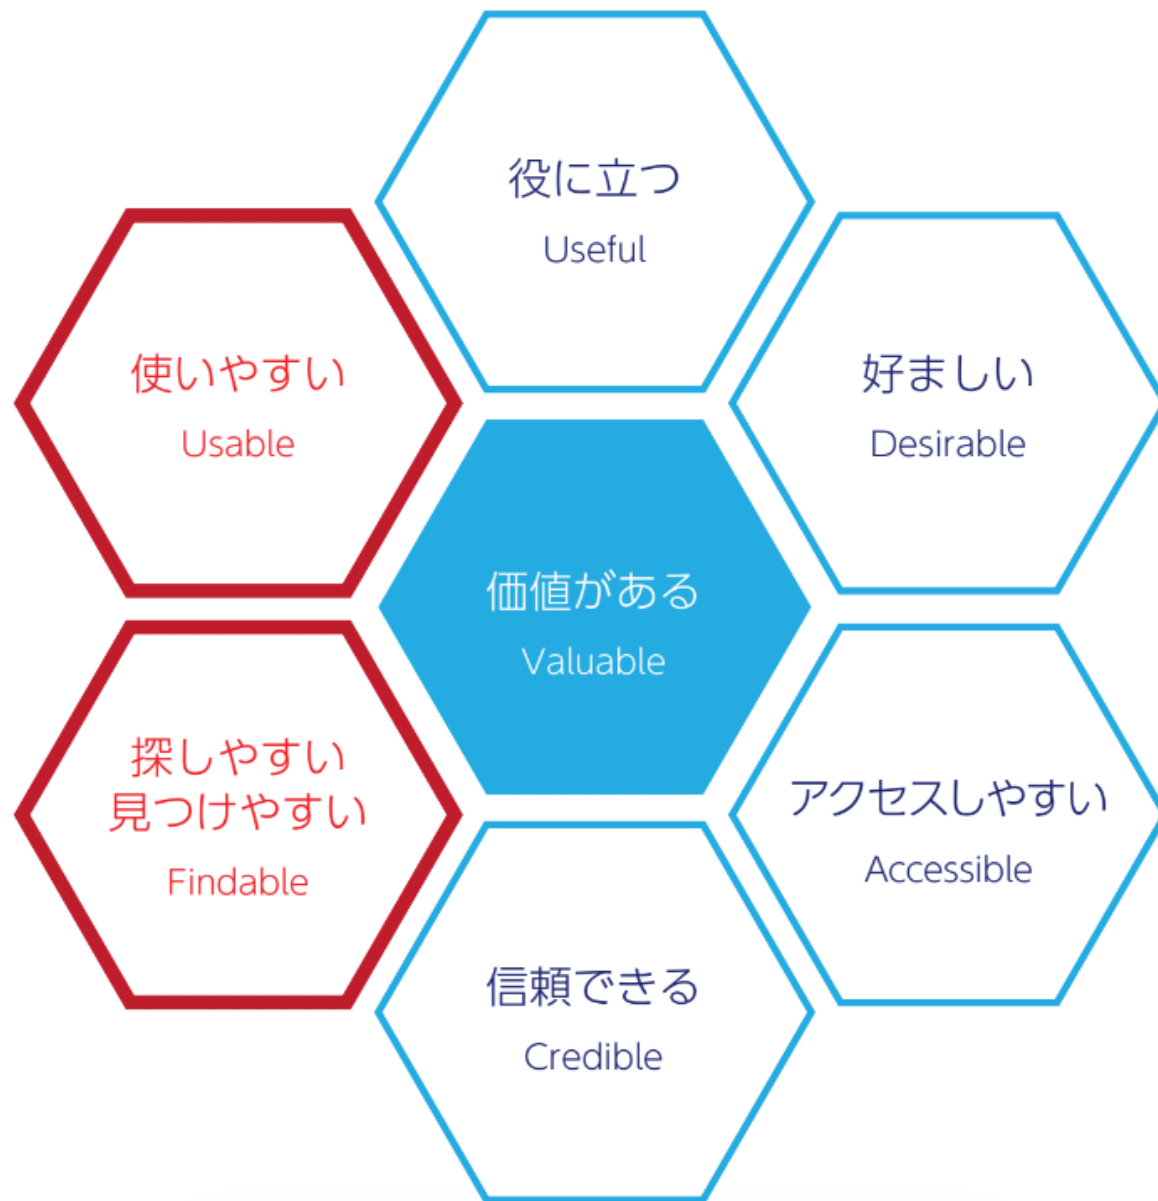 役に立つ
Useful
使いやすい
Usable
好ましい
Desirable
価値がある
Valuable
探しやすい
見つけやすい
Findable
アクセスしやすい
Accessible
信頼できる
Credible